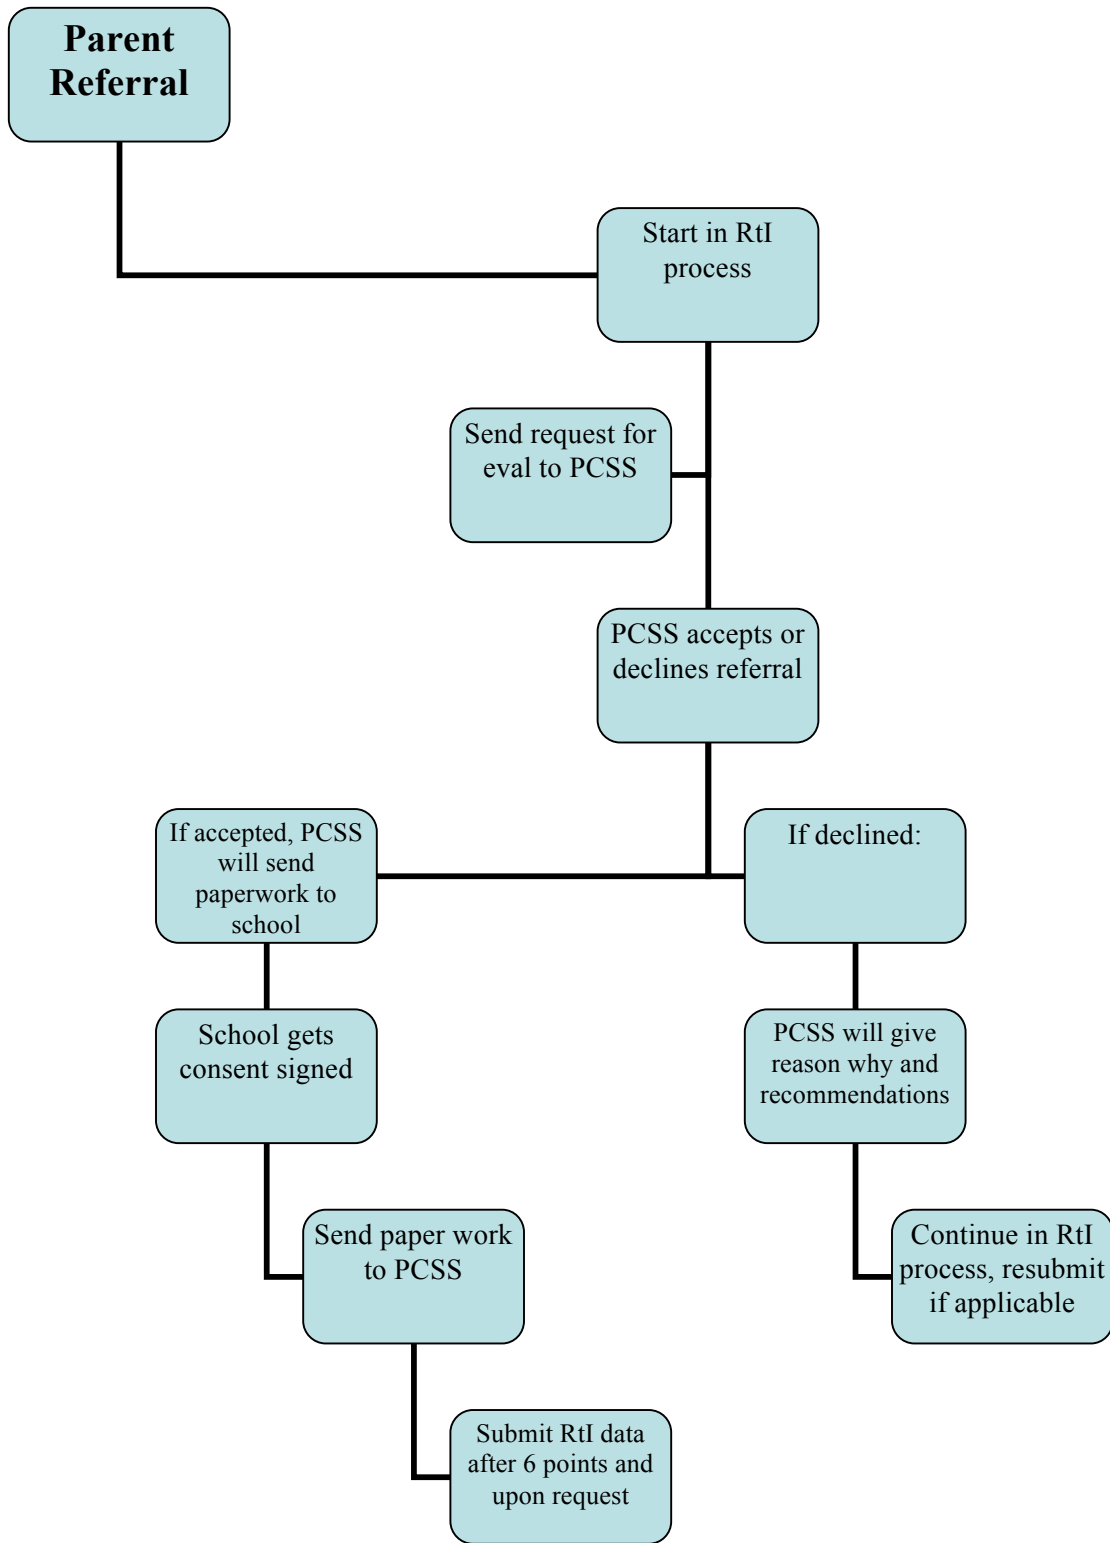 Parent
Referral
Start in RtI
process
Send request for
eval to PCSS
PCSS accepts or
declines referral
If accepted, PCSS
will send
paperwork to
school
If declined:
School gets
consent signed
PCSS will give
reason why and
recommendations
Send paper work
to PCSS
Continue in RtI
process, resubmit
if applicable
Submit RtI data
after 6 points and
upon request